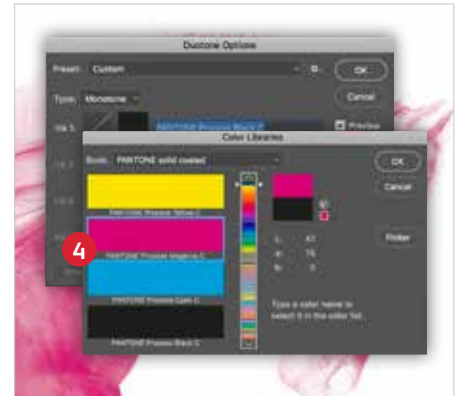 Duotone Options
Preset: Custom
OK
Type: Monotone
Cancel
Ink 1:
PANTONE Process Black C
Preview
Color Libraries
Book: PANTONE solid coated
OK
PANTONE Process Yellow C
Cancel
4
PANTONE Process Magenta C
L: 47
Picker
a: 75
b:
PANTONE Process Cyan C
Type a color name to
select it in the color list.
PANTONE Process Black C